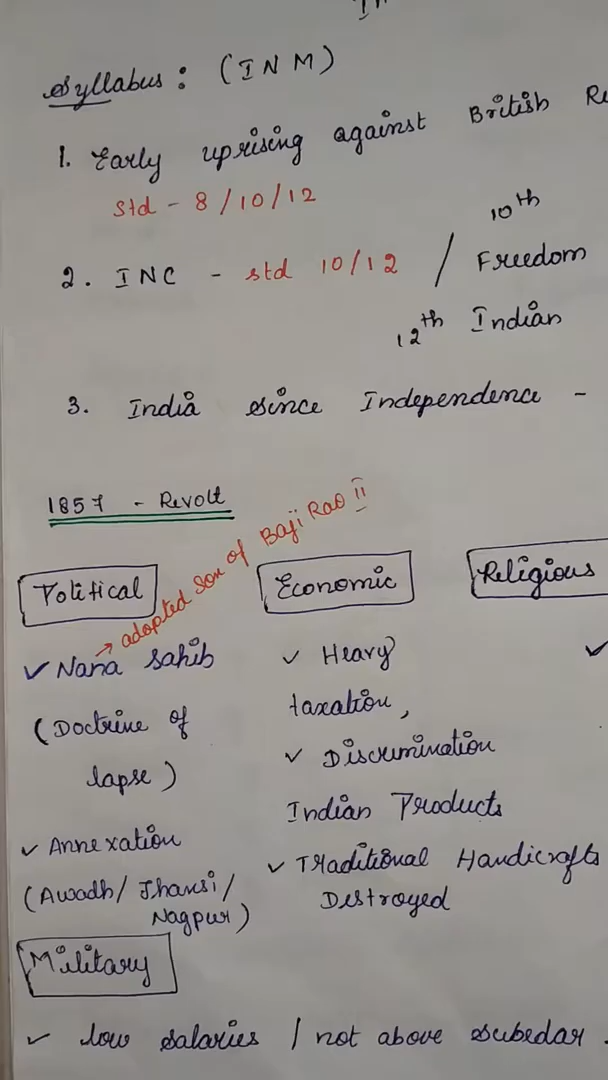 Syllabus : (INM)
1. Early uprising against British
Std - 8/10/12
10th
2. INC - std 10/12 / Freedom
12th Indian
3. India since Independence -
1857 - Revolt
Political
Economic
Religious
→ adopted son of Baji Rao II
✓ Nana Sahib
(Doctrine of
lapse)
✓ Annexation
(Awadh/ Jhansi/
Nagpur)
✓ Heavy
taxation,
✓ Discrimination
Indian Products
✓ Traditional Handicrafts
Destroyed
✓
Military
✓ low salaries / not above subedar.